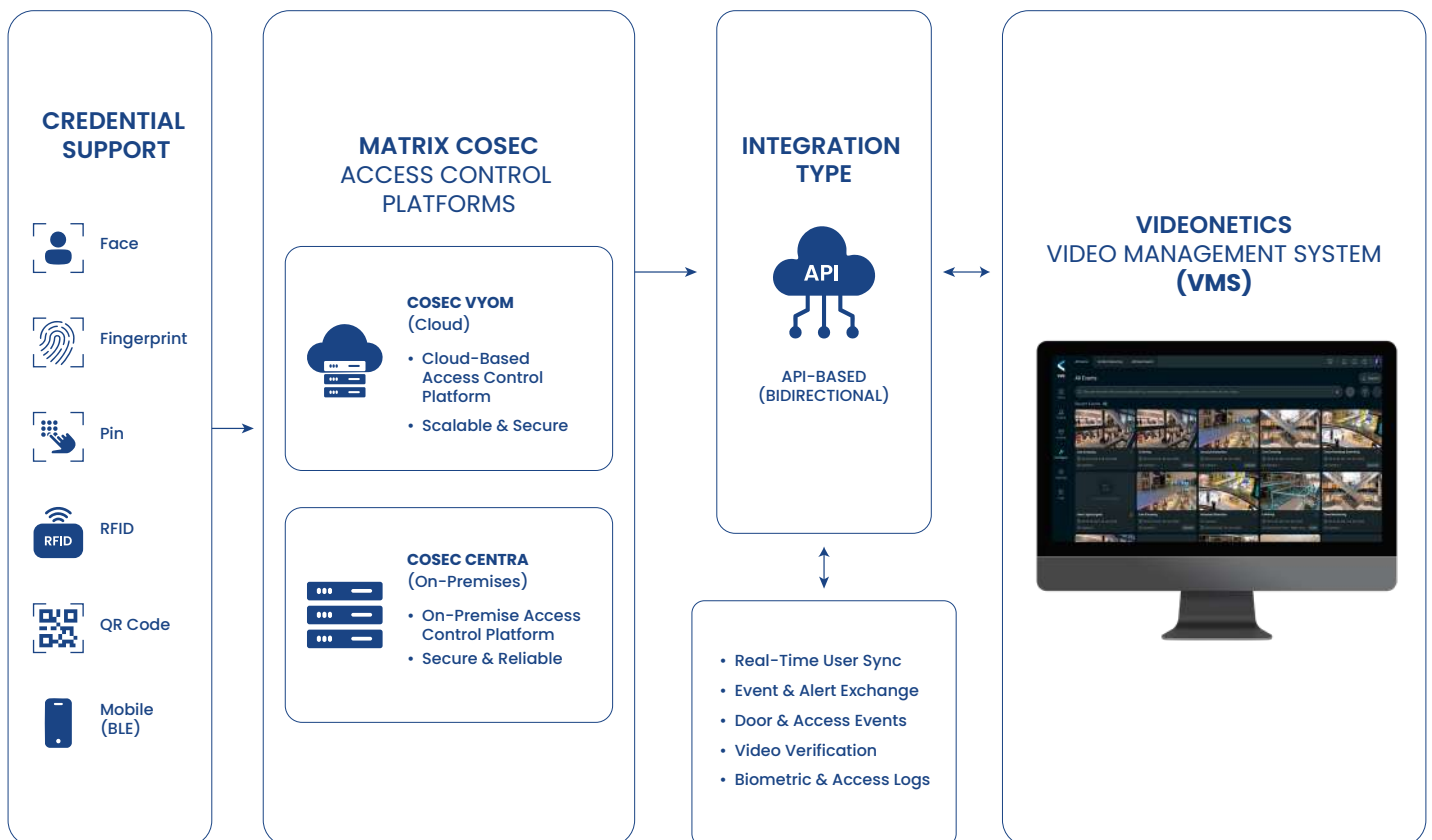 CREDENTIAL
SUPPORT
Face
Fingerprint
Pin
RFID
RFID
QR Code
Mobile
(BLE)
MATRIX COSEC
ACCESS CONTROL
PLATFORMS
COSEC VYOM
(Cloud)
• Cloud-Based
Access Control
Platform
• Scalable & Secure
COSEC CENTRA
(On-Premises)
• On-Premise Access
Control Platform
• Secure & Reliable
INTEGRATION
TYPE
API
API-BASED
(BIDIRECTIONAL)
• Real-Time User Sync
• Event & Alert Exchange
• Door & Access Events
• Video Verification
• Biometric & Access Logs
VIDEONETICS
VIDEO MANAGEMENT SYSTEM
(VMS)
All Events